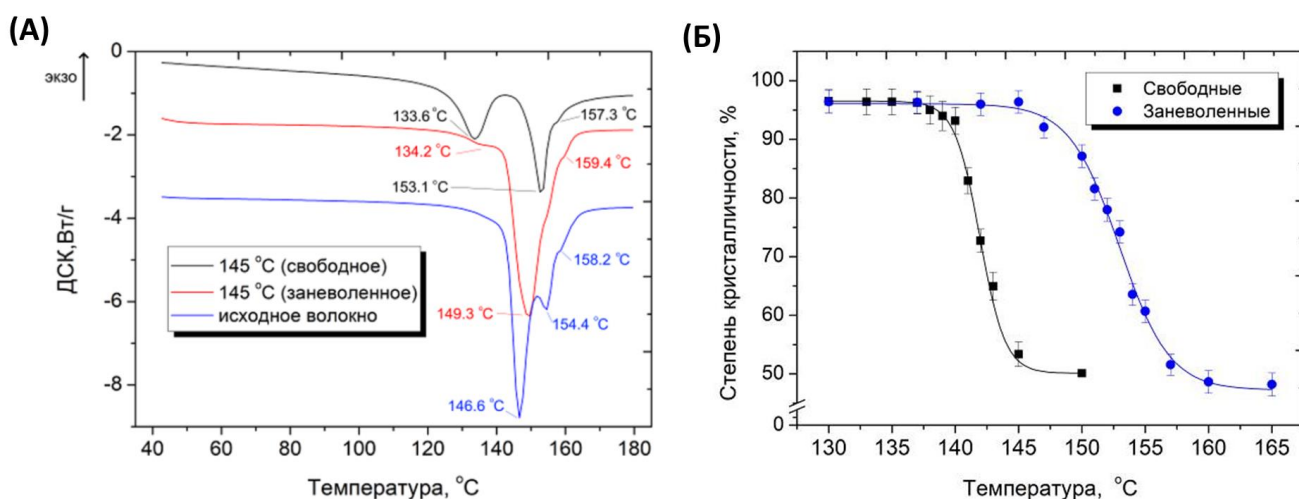 (А)
экзо
ДСК,Вт/г
0
-2
-4
-6
-8
133.6 °C
157.3 °C
134.2 °C
159.4 °C
153.1 °C
158.2 °C
149.3 °C
154.4 °C
146.6 °C
145 °C (свободное)
145 °C (заневоленное)
исходное волокно
40 60 80 100 120 140 160 180
Температура, °C
(Б)
Степень кристалличности, %
100
90
80
70
60
50
0
Свободные
Заневоленные
130 135 140 145 150 155 160 165
Температура, °C